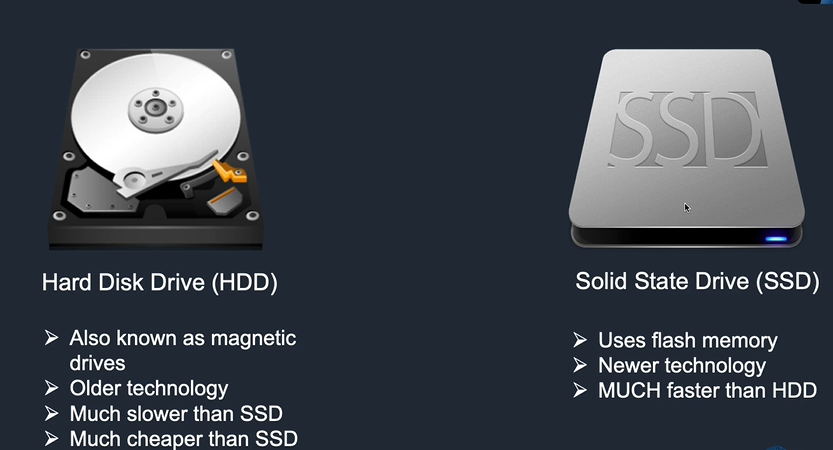 SSD
Hard Disk Drive (HDD)
➢ Also known as magnetic
drives
➢ Older technology
➢ Much slower than SSD
➢ Much cheaper than SSD
Solid State Drive (SSD)
➢ Uses flash memory
➢ Newer technology
➢ MUCH faster than HDD